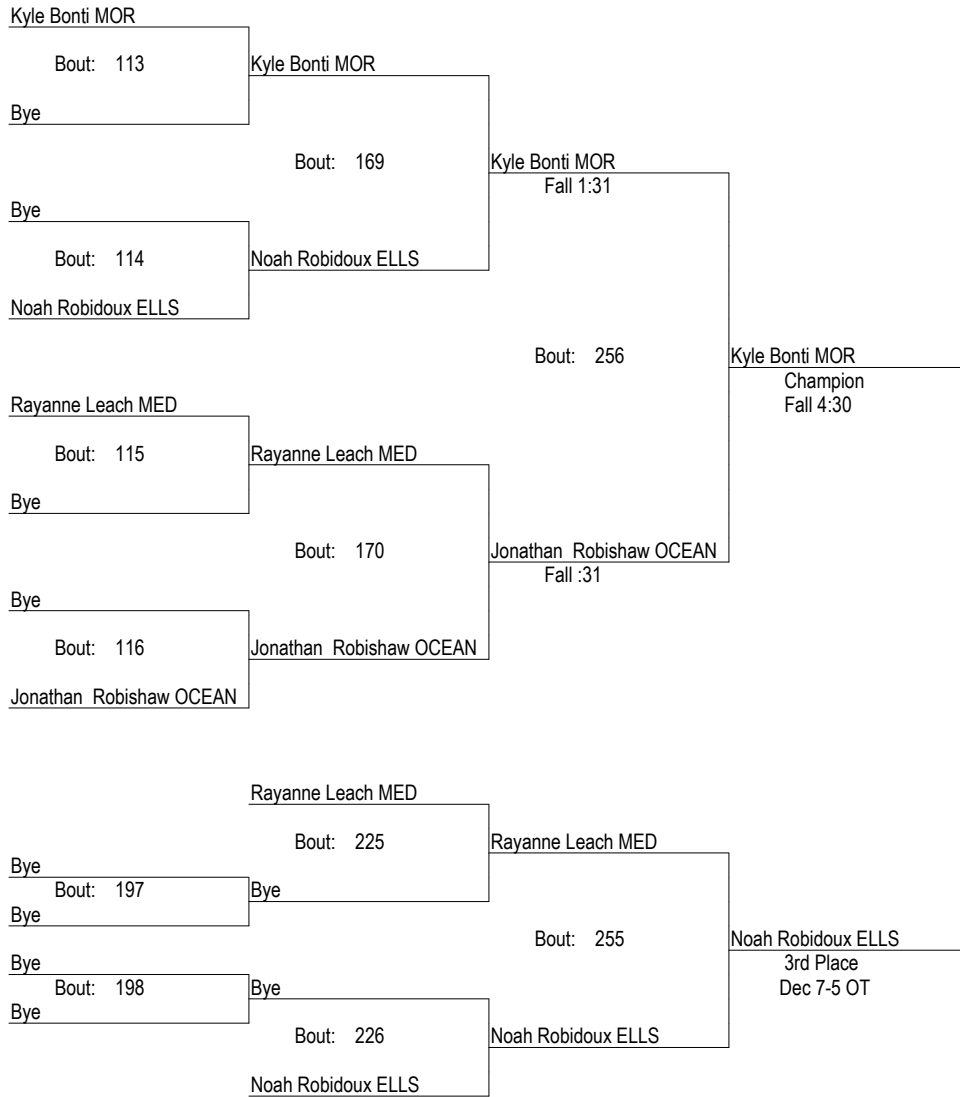 Kyle Bonti MOR
Bout: 113
Kyle Bonti MOR
Bye
Bout: 169
Kyle Bonti MOR
Fall 1:31
Bye
Bout: 114
Noah Robidoux ELLS
Noah Robidoux ELLS
Bout: 256
Kyle Bonti MOR
Champion
Fall 4:30
Rayanne Leach MED
Bout: 115
Rayanne Leach MED
Bye
Bout: 170
Jonathan  Robishaw OCEAN
Fall :31
Bye
Bout: 116
Jonathan  Robishaw OCEAN
Jonathan  Robishaw OCEAN
Rayanne Leach MED
Bout: 225
Rayanne Leach MED
Bye
Bout: 197
Bye
Bye
Bout: 255
Noah Robidoux ELLS
3rd Place
Dec 7-5 OT
Bye
Bout: 198
Bye
Bye
Bout: 226
Noah Robidoux ELLS
Noah Robidoux ELLS